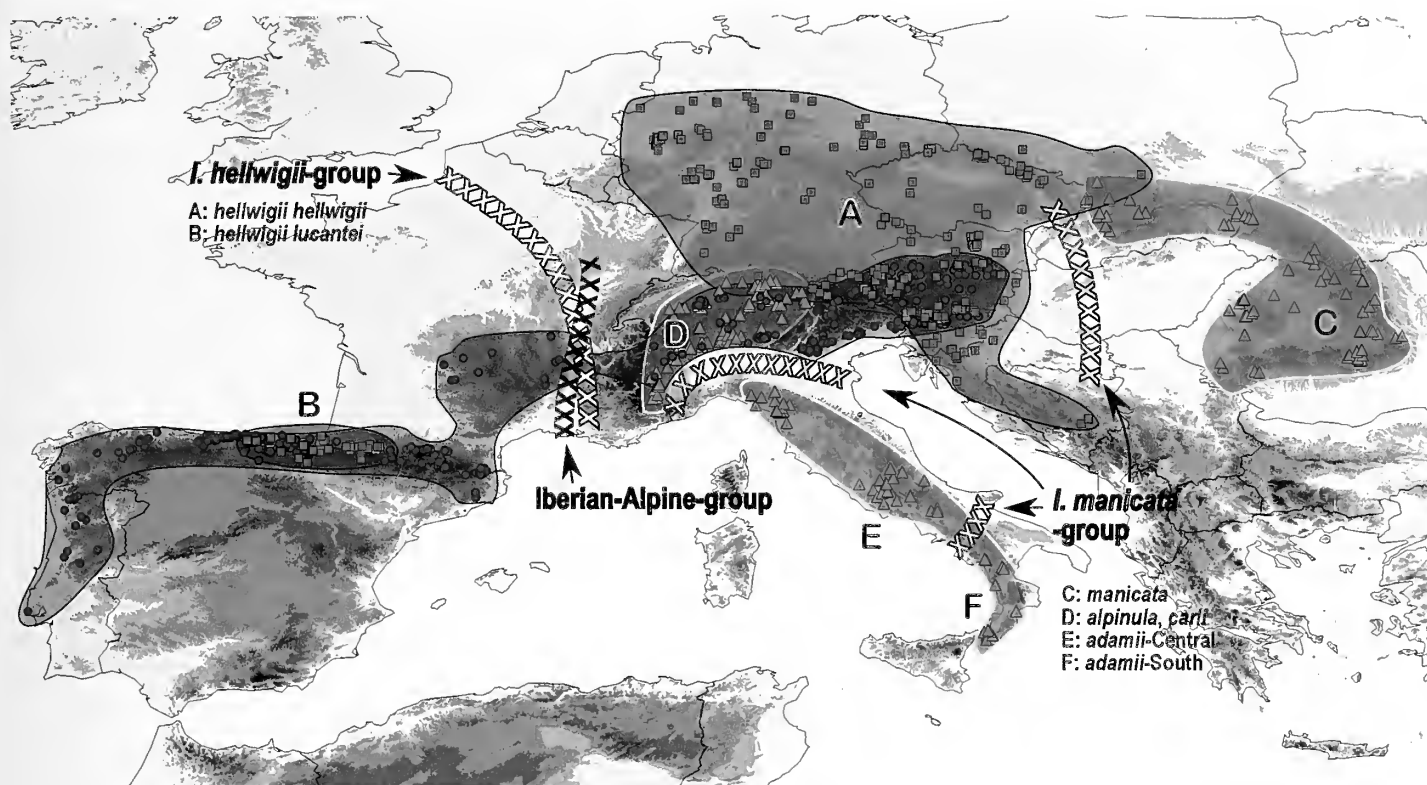 I. hellwigii-group
A: hellwigii hellwigii
B: hellwigii lucantei
A
D
C
B
Iberian-Alpine-group
I. manicata
-group
E
F
C: manicata
D: alpinula, carli
E: adamii-Central
F: adamii-South